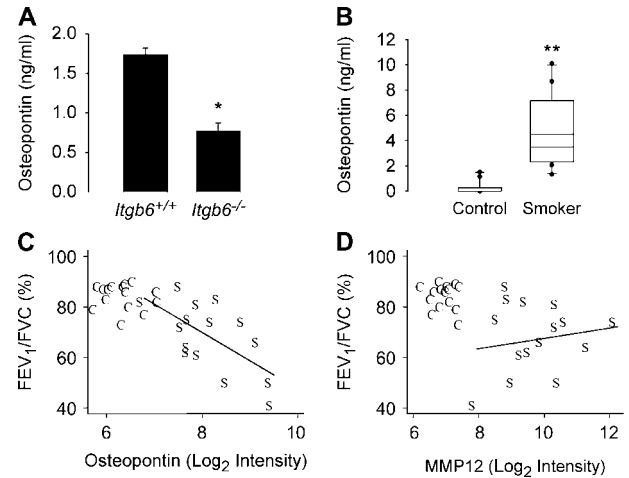 A
Osteopontin (ng/ml)
2.0
1.5
1.0
0.5
0.0
*
Itgb6+/+ Itgb6-/-
B
Osteopontin (ng/ml)
12
10
8
6
4
2
0
**
Control Smoker
C
FEV1/FVC (%)
100
80
60
40
C C C C C C C C C C C C C C C C
S S S S S S S S S S S S S S S S
6 8 10
Osteopontin (Log2 Intensity)
D
FEV1/FVC (%)
100
80
60
40
C C C C C C C C C C C C C C
S S S S S S S S S S S S S S S
6 8 10 12
MMP12 (Log2 Intensity)